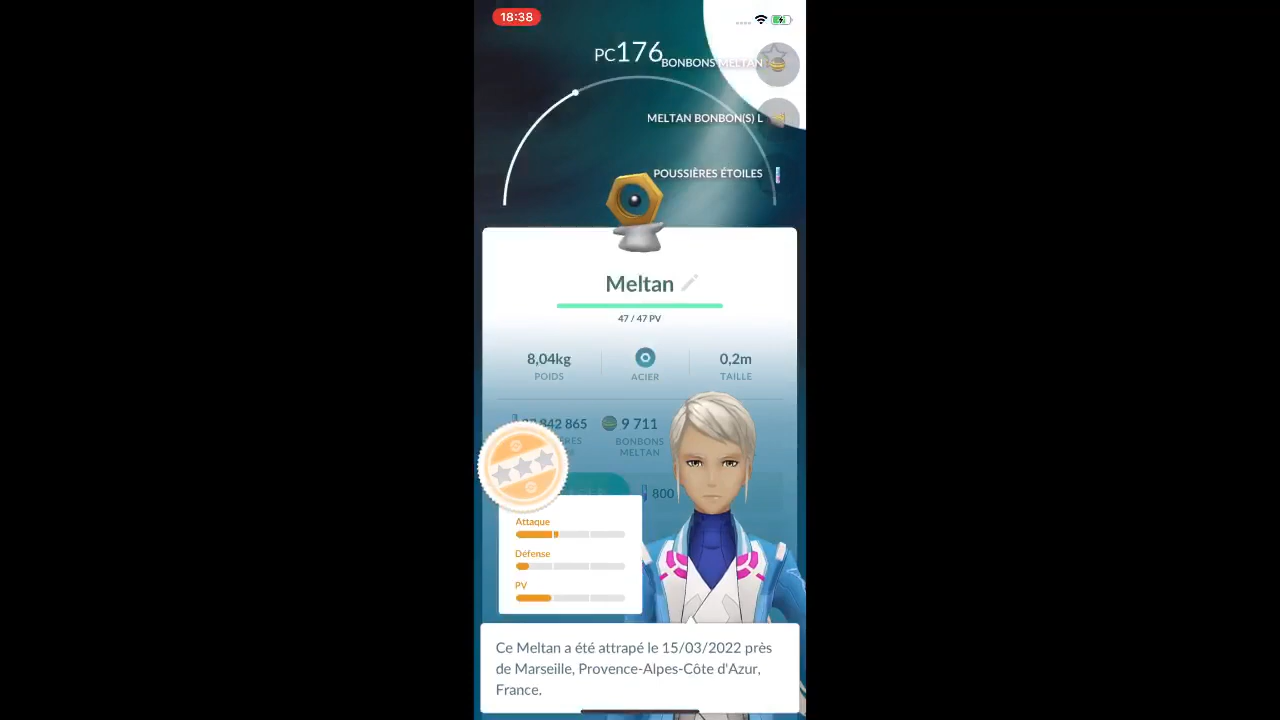 18:38
PC176
BONBONS MELTAN
MELTAN BONBON(S) L
POUSSIÈRES ÉTOILES
Meltan
47 / 47 PV
8,04kg
POIDS
ACIER
0,2m
TAILLE
842 865
9 711
BONBONS
MELTAN
800
Attaque
Défense
PV
Ce Meltan a été attrapé le 15/03/2022 près
de Marseille, Provence-Alpes-Côte d'Azur,
France.